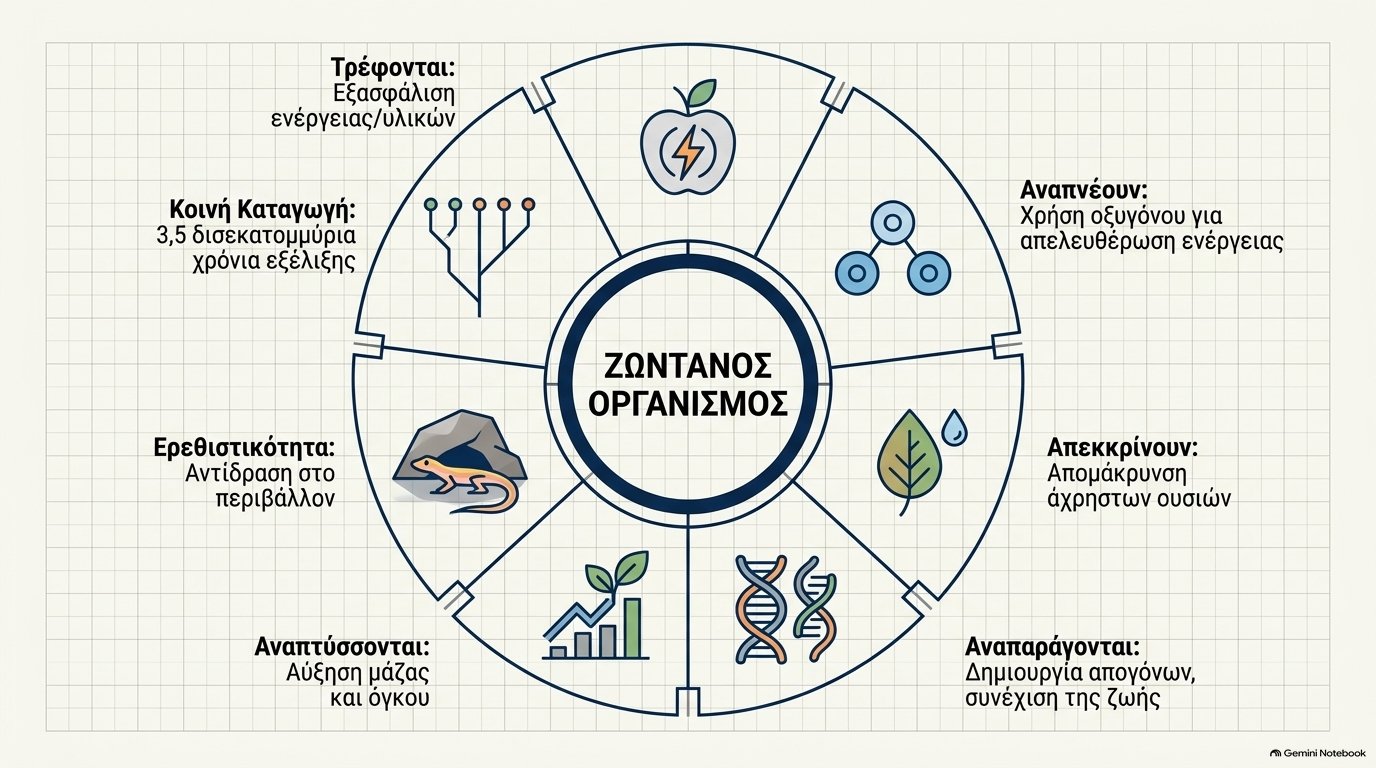 Τρέφονται:
Εξασφάλιση
ενέργειας/υλικών
Κοινή Καταγωγή:
3,5 δισεκατομμύρια
χρόνια εξέλιξης
Ερεθιστικότητα:
Αντίδραση στο
περιβάλλον
Αναπτύσσονται:
Αύξηση μάζας
και όγκου
ΖΩΝΤΑΝΟΣ
ΟΡΓΑΝΙΣΜΟΣ
Αναπνέουν:
Χρήση οξυγόνου για
απελευθέρωση ενέργειας
Απεκκρίνουν:
Απομάκρυνση
άχρηστων ουσιών
Αναπαράγονται:
Δημιουργία απογόνων,
συνέχιση της ζωής
Gemini Notebook